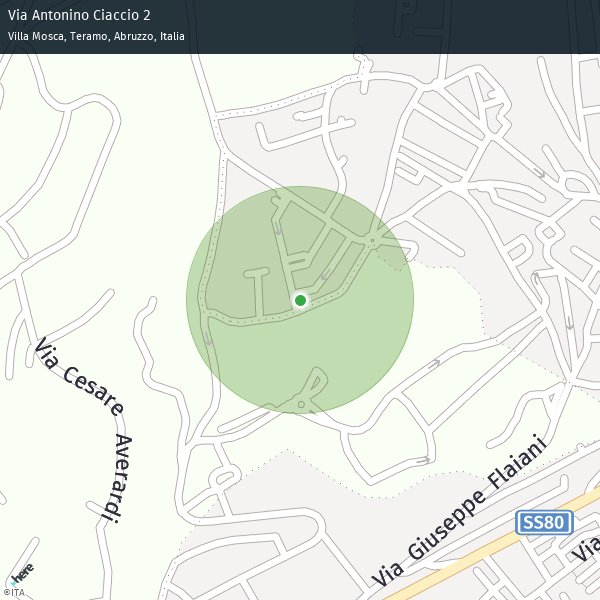 Via Antonino Ciaccio 2
Villa Mosca, Teramo, Abruzzo, Italia
Via Cesare Averardi
Via Giuseppe Flaiani
SS80
Via
here
©ITA